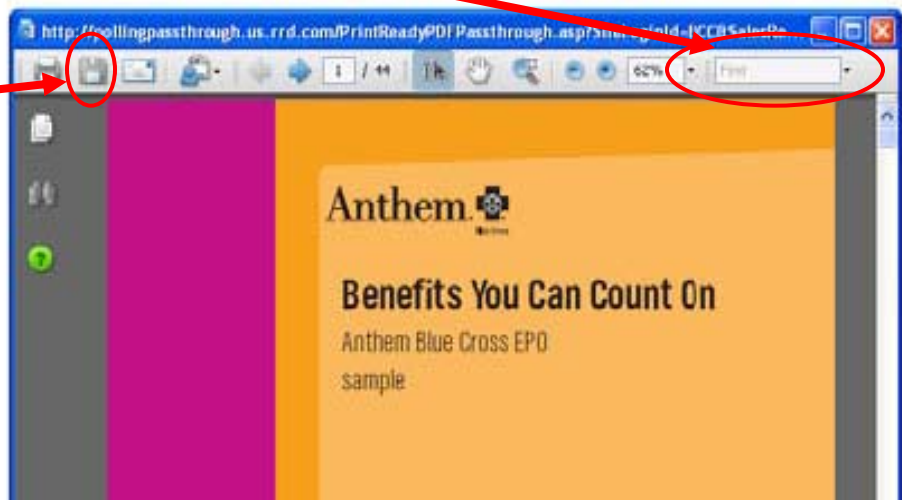 http://pollingpassthrough.us.rrd.com/PrintReadyPDFPassthrough.asp?
1 / 44 62% Find
Anthem.
Benefits You Can Count On
Anthem Blue Cross EPO
sample